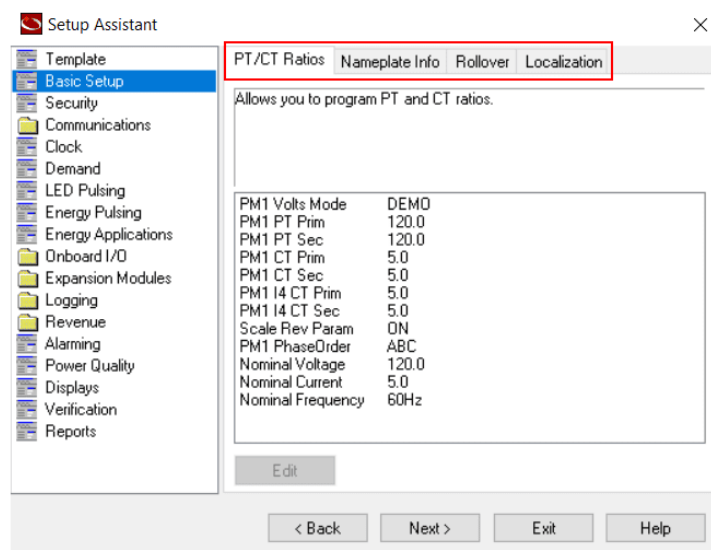 Setup Assistant
Template
Basic Setup
Security
Communications
Clock
Demand
LED Pulsing
Energy Pulsing
Energy Applications
Onboard I/O
Expansion Modules
Logging
Revenue
Alarming
Power Quality
Displays
Verification
Reports
PT/CT Ratios Nameplate Info Rollover Localization
Allows you to program PT and CT ratios.
PM1 Volts Mode DEMO
PM1 PT Prim 120.0
PM1 PT Sec 120.0
PM1 CT Prim 5.0
PM1 CT Sec 5.0
PM1 I4 CT Prim 5.0
PM1 I4 CT Sec 5.0
Scale Rev Param ON
PM1 PhaseOrder ABC
Nominal Voltage 120.0
Nominal Current 5.0
Nominal Frequency 60Hz
Edit
< Back Next > Exit Help